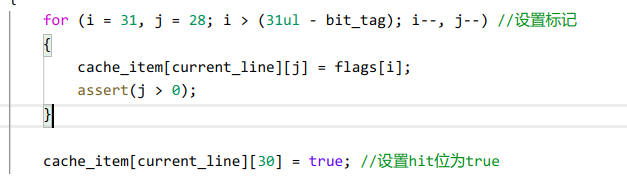 for (i = 31, j = 28; i > (31ul - bit_tag); i--, j--) //设置标记
{
cache_item[current_line][j] = flags[i];
assert(j > 0);
}
cache_item[current_line][30] = true; //设置hit位为true